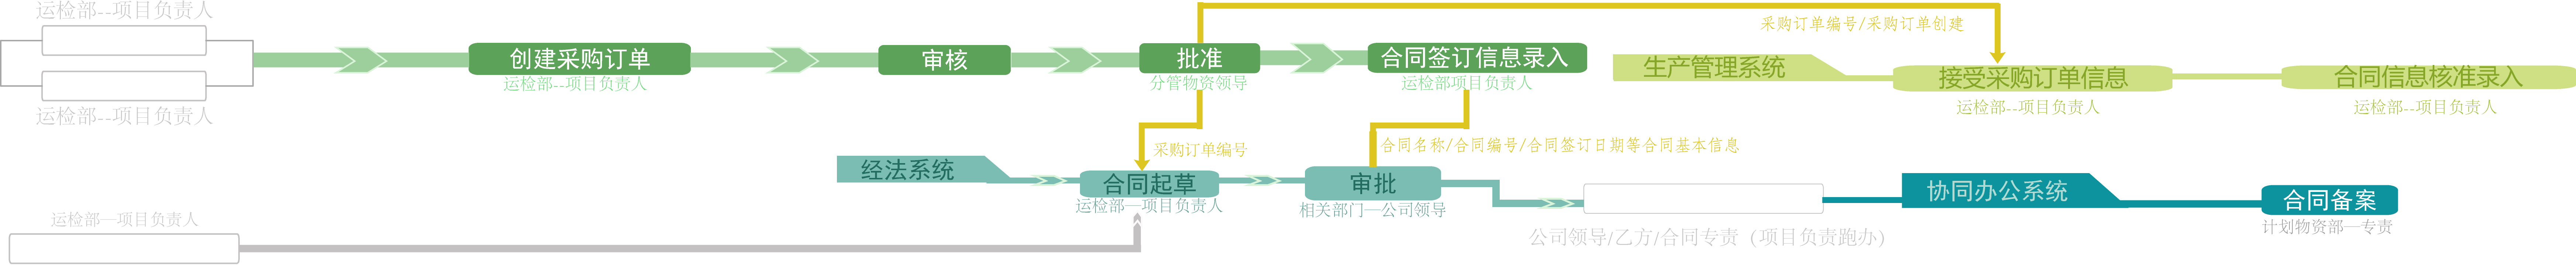 运检部--项目负责人
运检部--项目负责人
创建采购订单
运检部--项目负责人
审核
批准
分管物资领导
合同签订信息录入
运检部项目负责人
采购订单编号/采购订单创建
生产管理系统
接受采购订单信息
运检部--项目负责人
合同信息核准录入
运检部--项目负责人
采购订单编号
合同名称/合同编号/合同签订日期等合同基本信息
经法系统
合同起草
运检部—项目负责人
审批
相关部门—公司领导
运检部—项目负责人
公司领导/乙方/合同专责（项目负责跑办）
协同办公系统
合同备案
计划物资部—专责